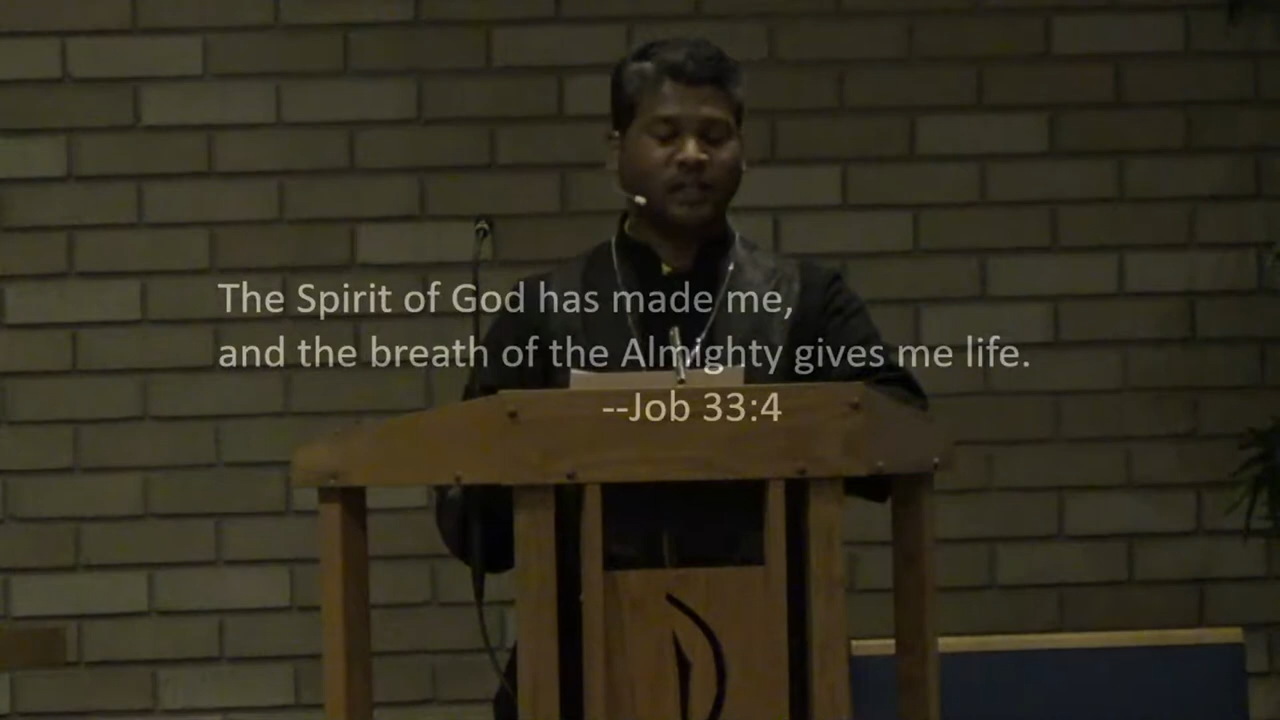 The Spirit of God has made me,
and the breath of the Almighty gives me life.
--Job 33:4